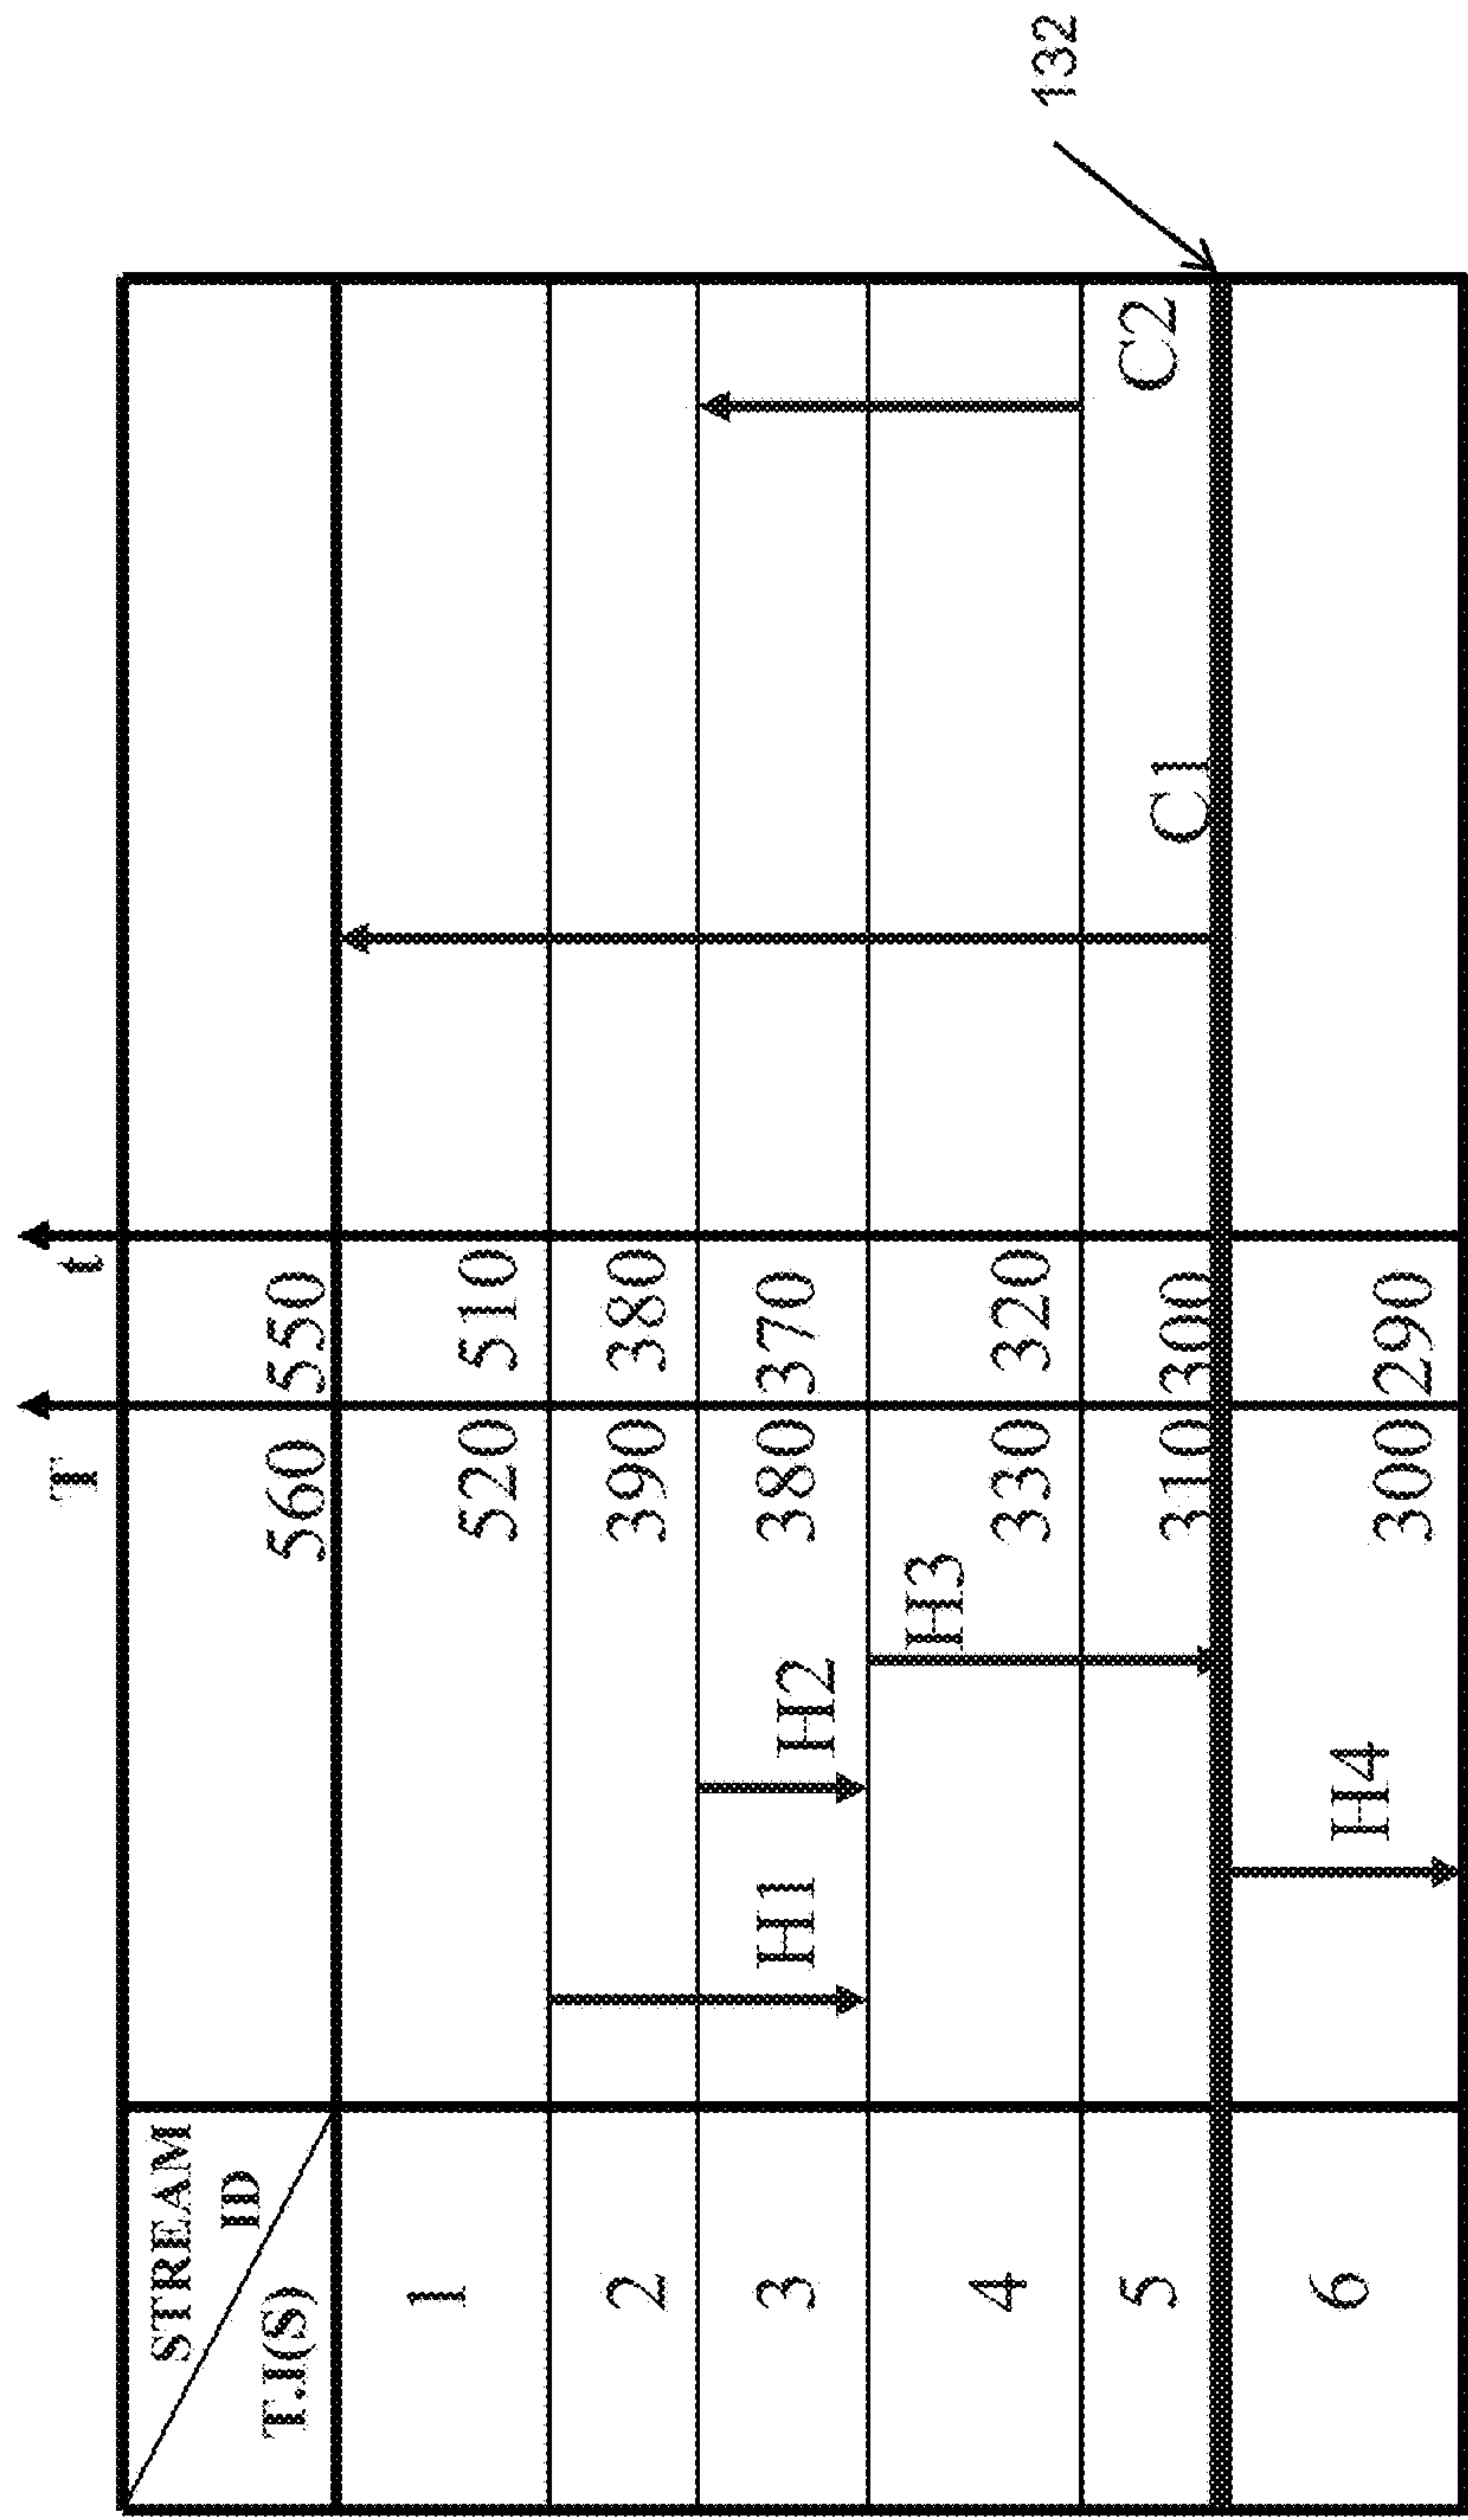 T t
STREAM
ID
T.I(S)
560 550
1
520 510
2
390 380
3 H1 H2
380 370
4 H3
330 320
5 C1 C2
310 300
132
6 H4
300 290